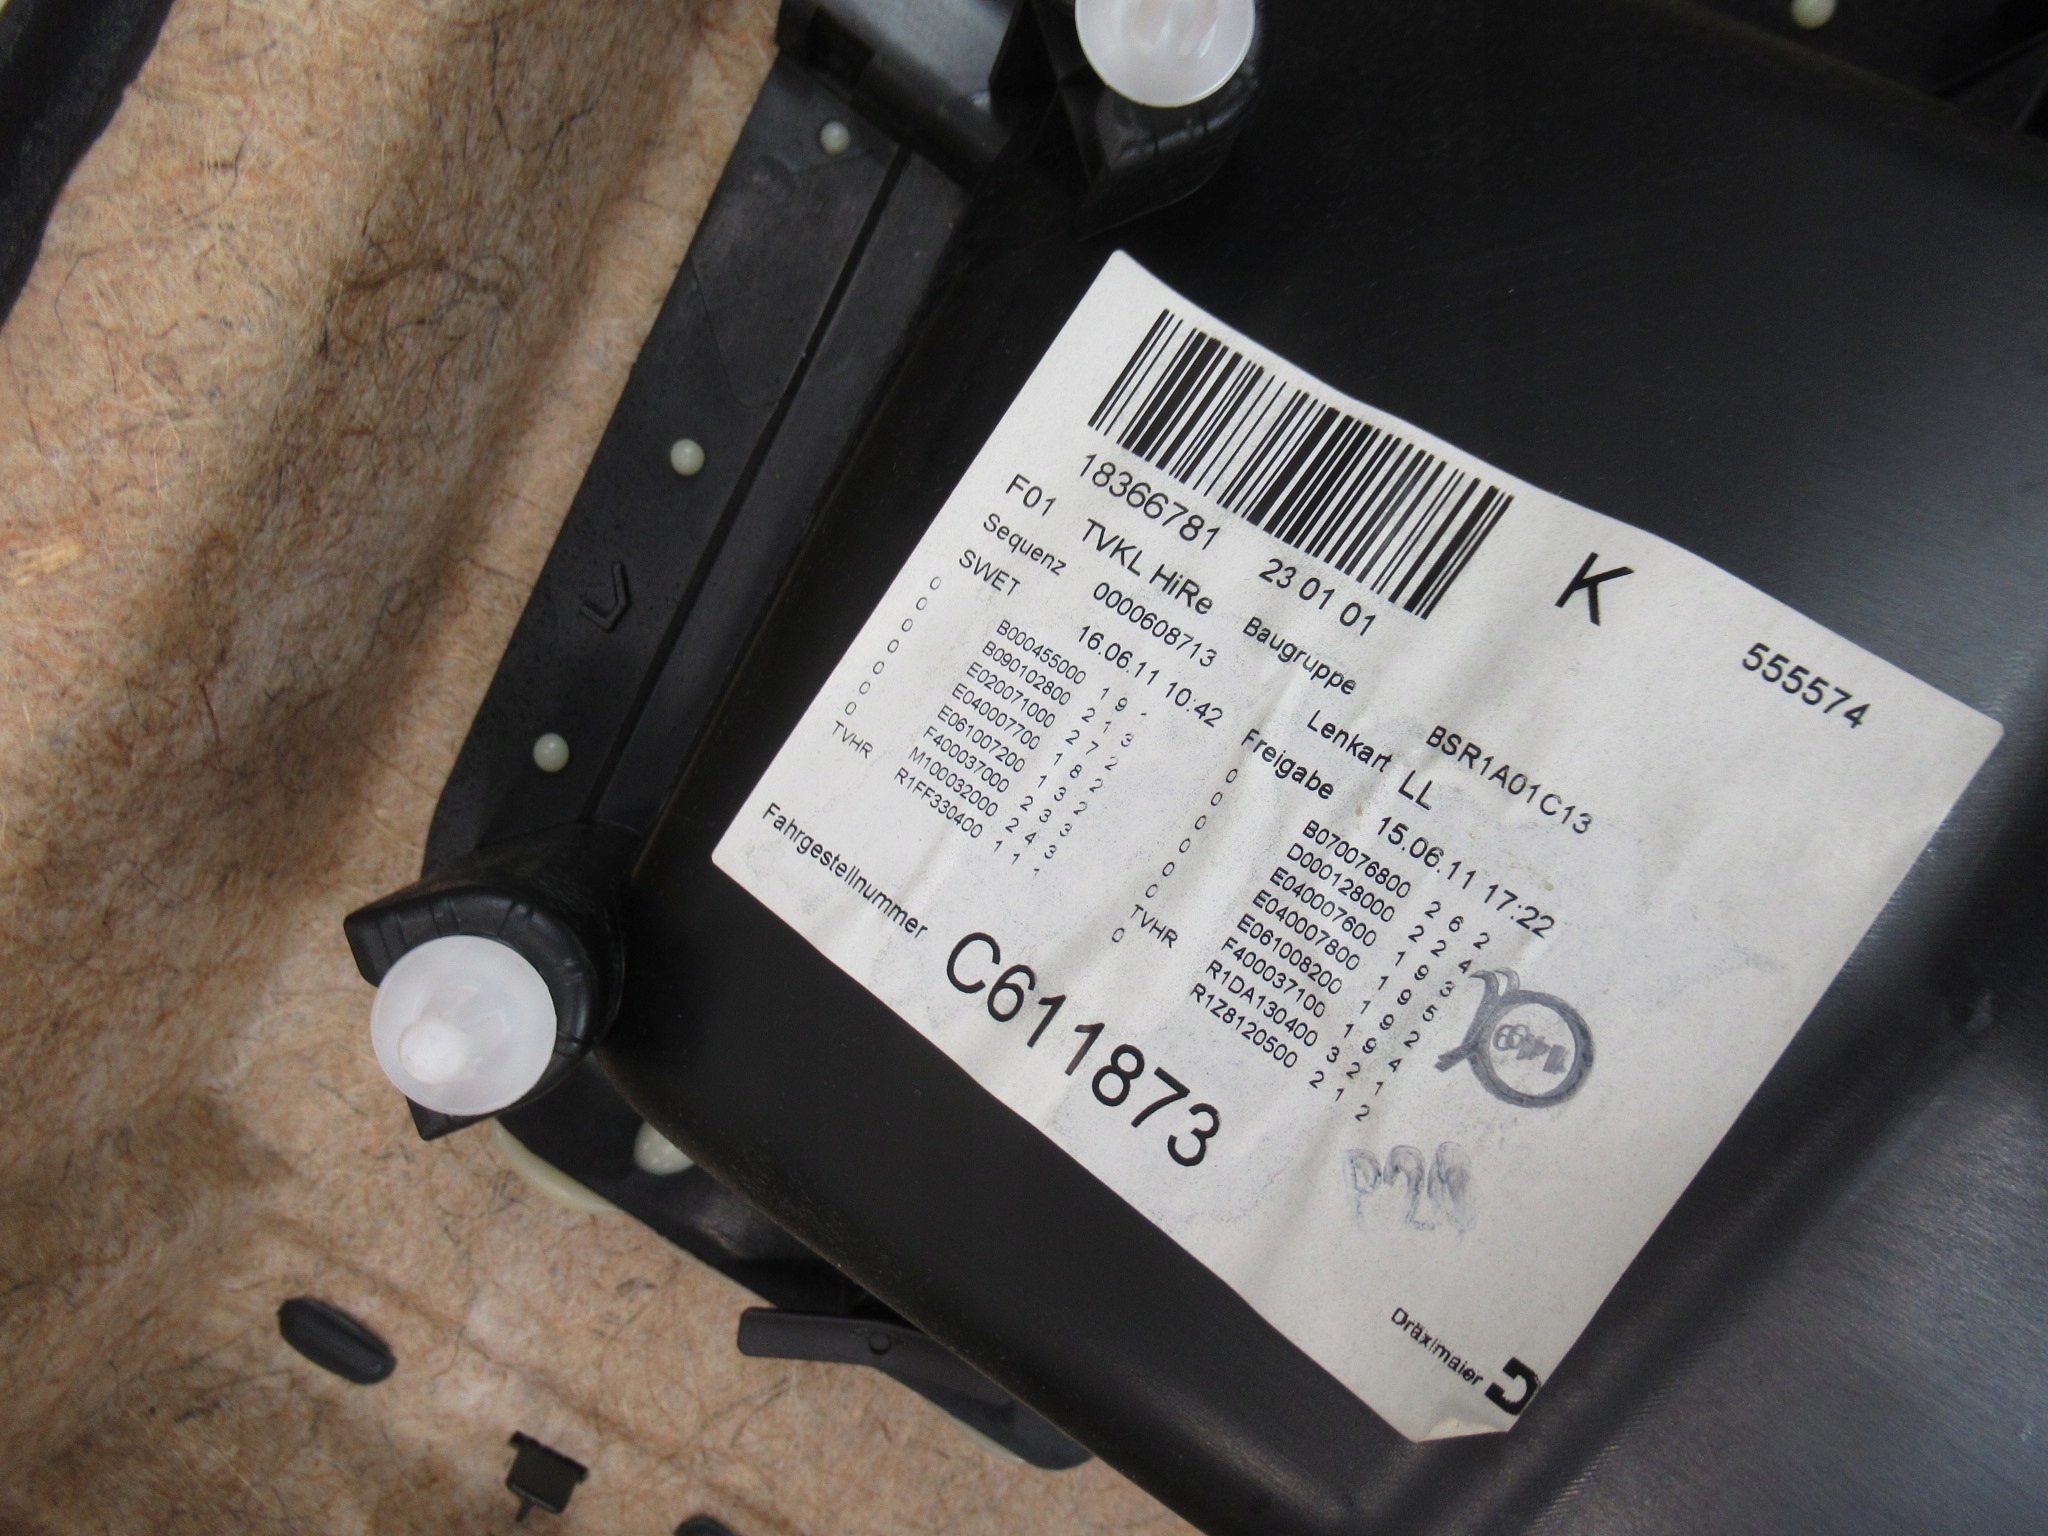 K
555574
18366781 23 01 01
F01 TVKL HiRe Baugruppe BSR1A01C13
Sequenz 0000608713 Lenkart LL
SWET 16.06.11 10:42 Freigabe 15.06.11 17:22
0 B000455000 1 9 - 0 B070076800 2 6 2
0 B090102800 2 1 3 0 D000128000 2 2 4
0 E020071000 2 7 2 0 E040007600 1 9 3
0 E040007700 1 8 2 0 E040007800 1 9 5
0 E061007200 1 3 2 0 E061008200 1 9 2
0 F400037000 2 3 3 0 F400037100 1 9 4
0 M100032000 2 4 3 TVHR R1DA130400 3 2 1
TVHR R1FF330400 1 1 1 0 R1Z8120500 2 1 2
Fahrgestellnummer C611873
Dräxlmaier